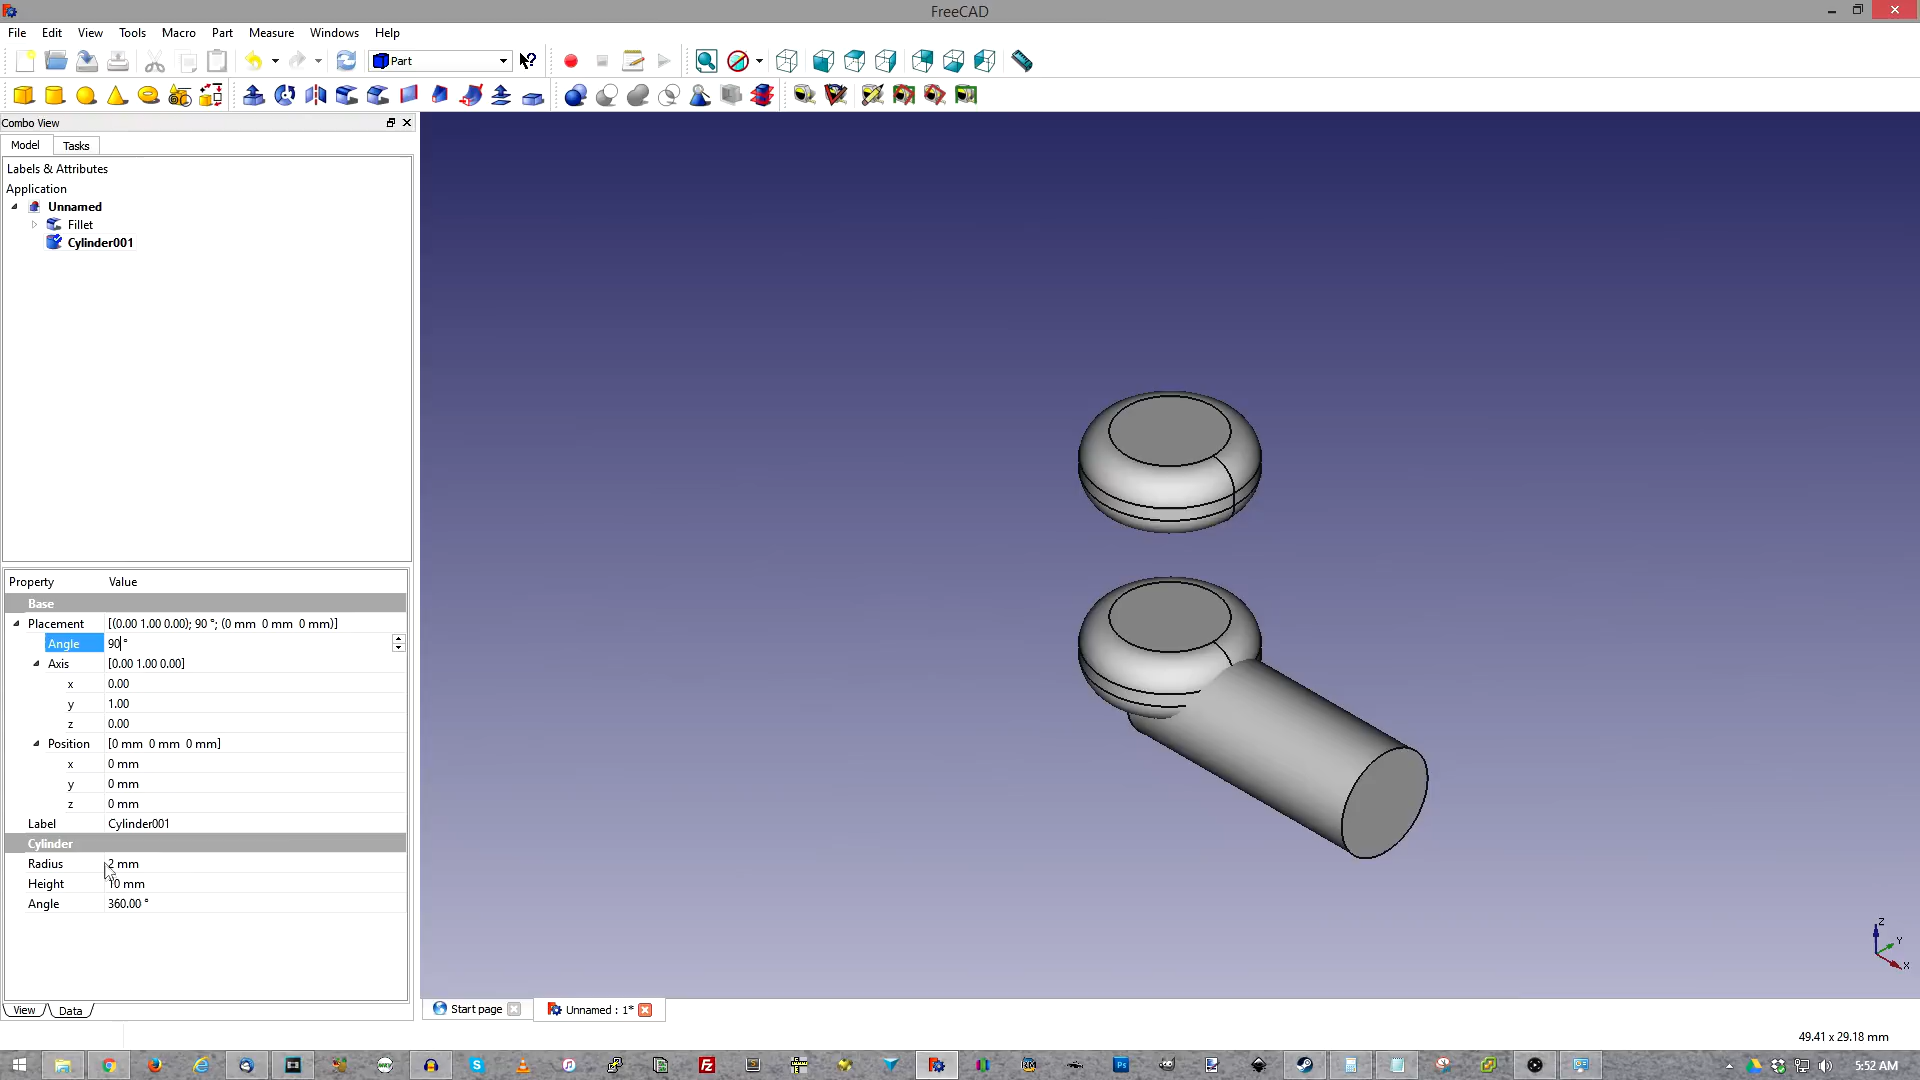 FreeCAD
File Edit View Tools Macro Part Measure Windows Help
Part
Combo View
Model Tasks
Labels & Attributes
Application
Unnamed
Fillet
Cylinder001
Property Value
Base
Placement [(0.00 1.00 0.00); 90 °; (0 mm 0 mm 0 mm)]
Angle 90 °
Axis [0.00 1.00 0.00]
x 0.00
y 1.00
z 0.00
Position [0 mm 0 mm 0 mm]
x 0 mm
y 0 mm
z 0 mm
Label Cylinder001
Cylinder
Radius 2 mm
Height 10 mm
Angle 360.00 °
Z
Y
X
View Data
Start page Unnamed : 1*
49.41 x 29.18 mm
5:52 AM